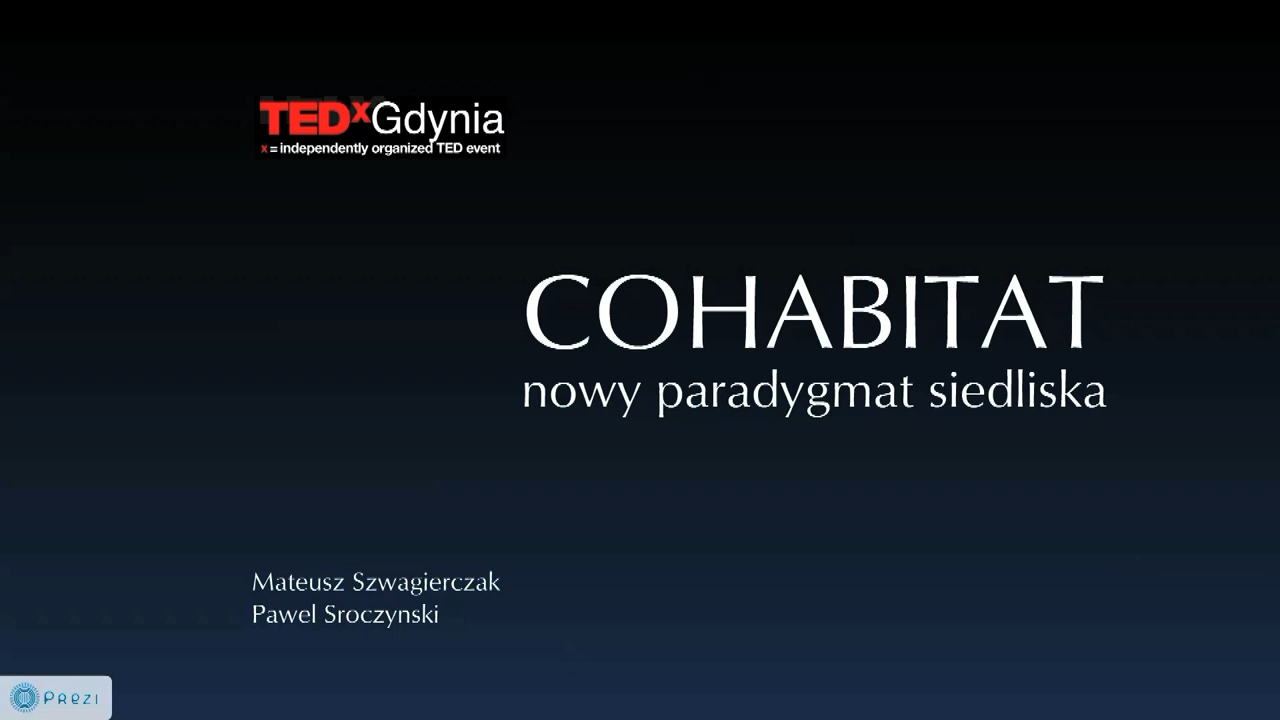 TEDxGdynia
x = independently organized TED event
COHABITAT
nowy paradygmat siedliska
Mateusz Szwagierczak
Pawel Sroczynski
PREZI